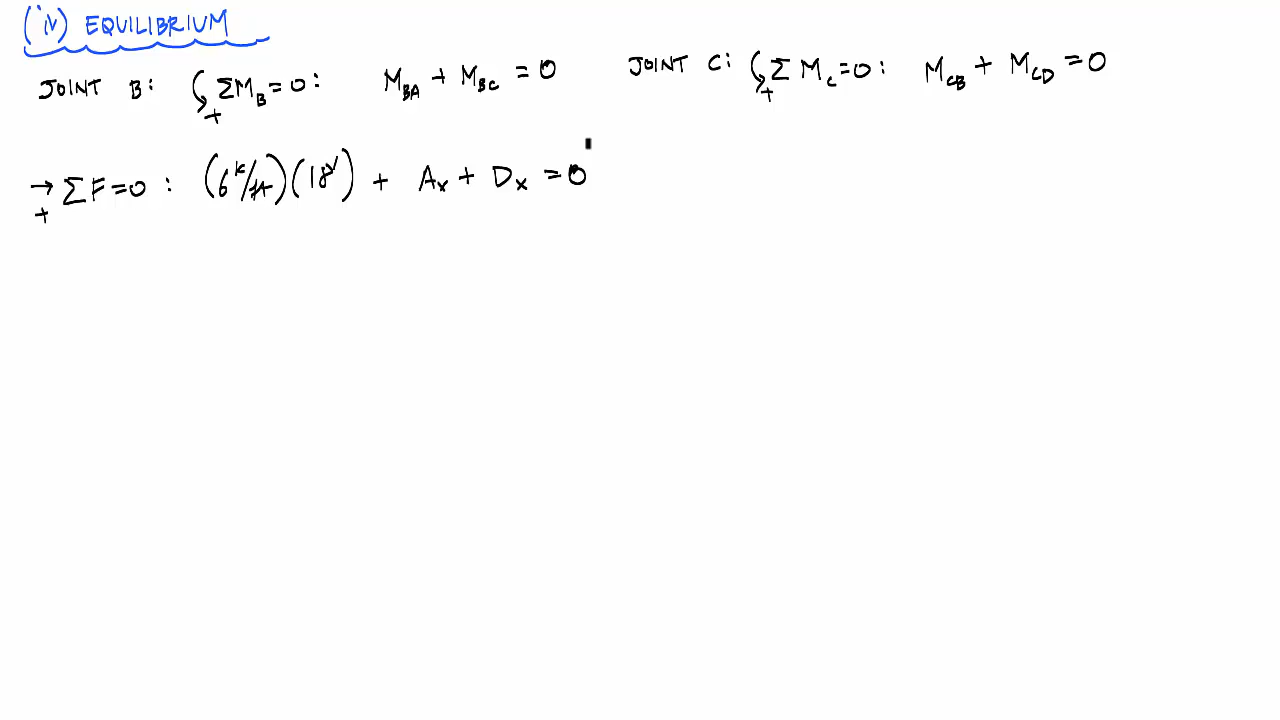 (iv) EQUILIBRIUM
JOINT B: ΣM_B = 0: M_BA + M_BC = 0
+
JOINT C: Σ M_C = 0: M_CB + M_CD = 0
+
→ ΣF = 0 : (6 k/ft)(18') + A_x + D_x = 0
+